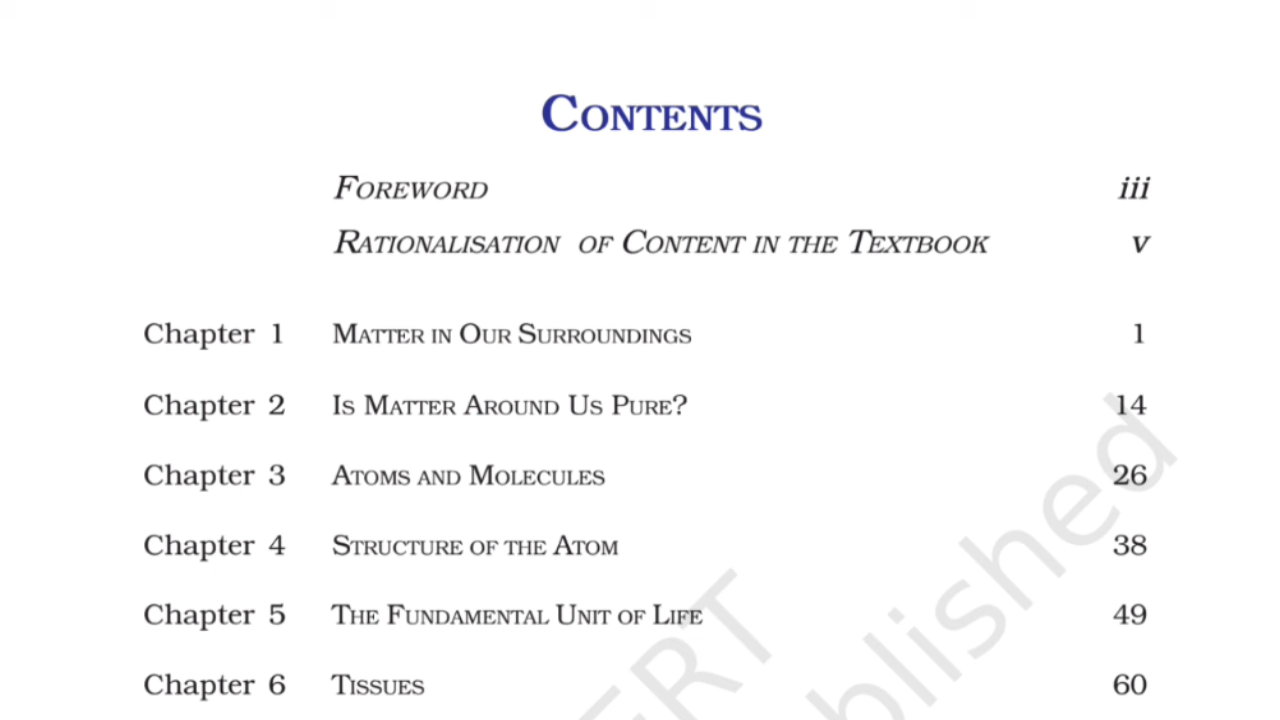 Contents
Foreword iii
Rationalisation of Content in the Textbook v
Chapter 1 Matter in Our Surroundings 1
Chapter 2 Is Matter Around Us Pure? 14
Chapter 3 Atoms and Molecules 26
Chapter 4 Structure of the Atom 38
Chapter 5 The Fundamental Unit of Life 49
Chapter 6 Tissues 60